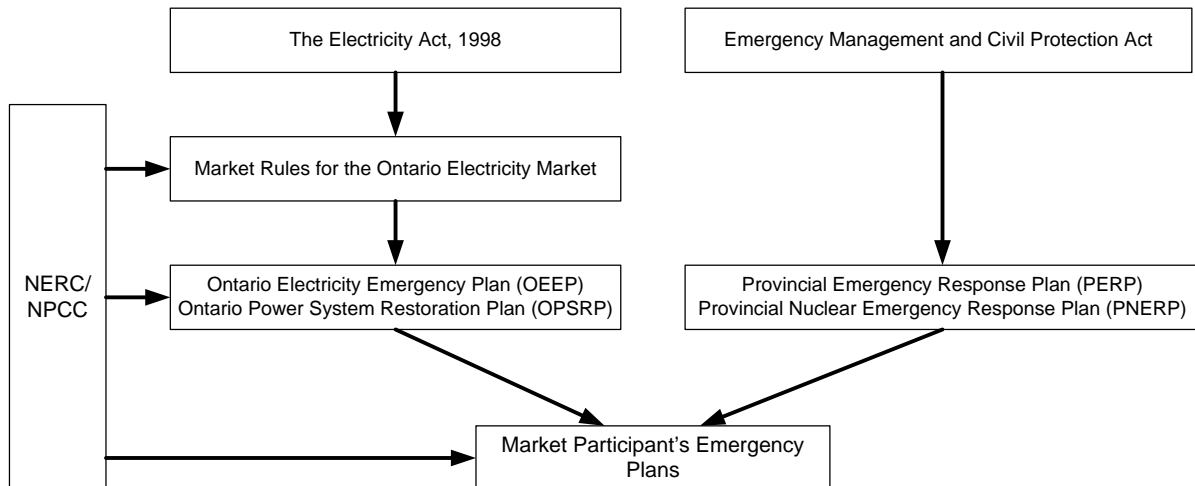 The Electricity Act, 1998
Emergency Management and Civil Protection Act
Market Rules for the Ontario Electricity Market
NERC/
NPCC
Ontario Electricity Emergency Plan (OEEP)
Ontario Power System Restoration Plan (OPSRP)
Provincial Emergency Response Plan (PERP)
Provincial Nuclear Emergency Response Plan (PNERP)
Market Participant's Emergency
Plans